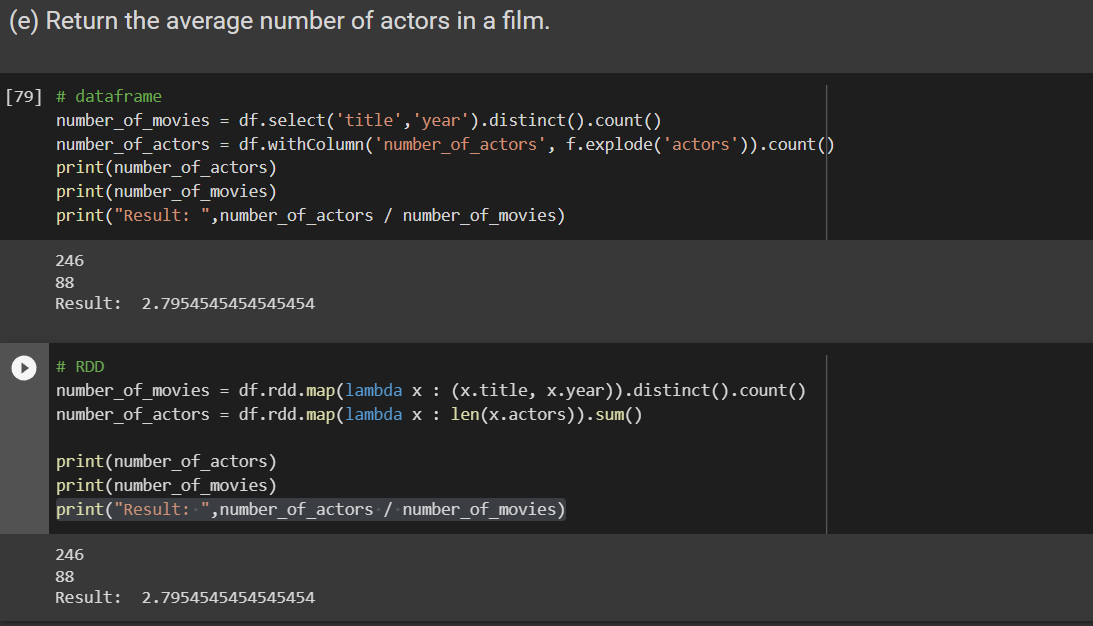 (e) Return the average number of actors in a film.
[79] # dataframe
number_of_movies = df.select('title','year').distinct().count()
number_of_actors = df.withColumn('number_of_actors', f.explode('actors')).count()
print(number_of_actors)
print(number_of_movies)
print("Result: ",number_of_actors / number_of_movies)
246
88
Result:  2.7954545454545454
# RDD
number_of_movies = df.rdd.map(lambda x : (x.title, x.year)).distinct().count()
number_of_actors = df.rdd.map(lambda x : len(x.actors)).sum()
print(number_of_actors)
print(number_of_movies)
print("Result: ",number_of_actors / number_of_movies)
246
88
Result:  2.7954545454545454